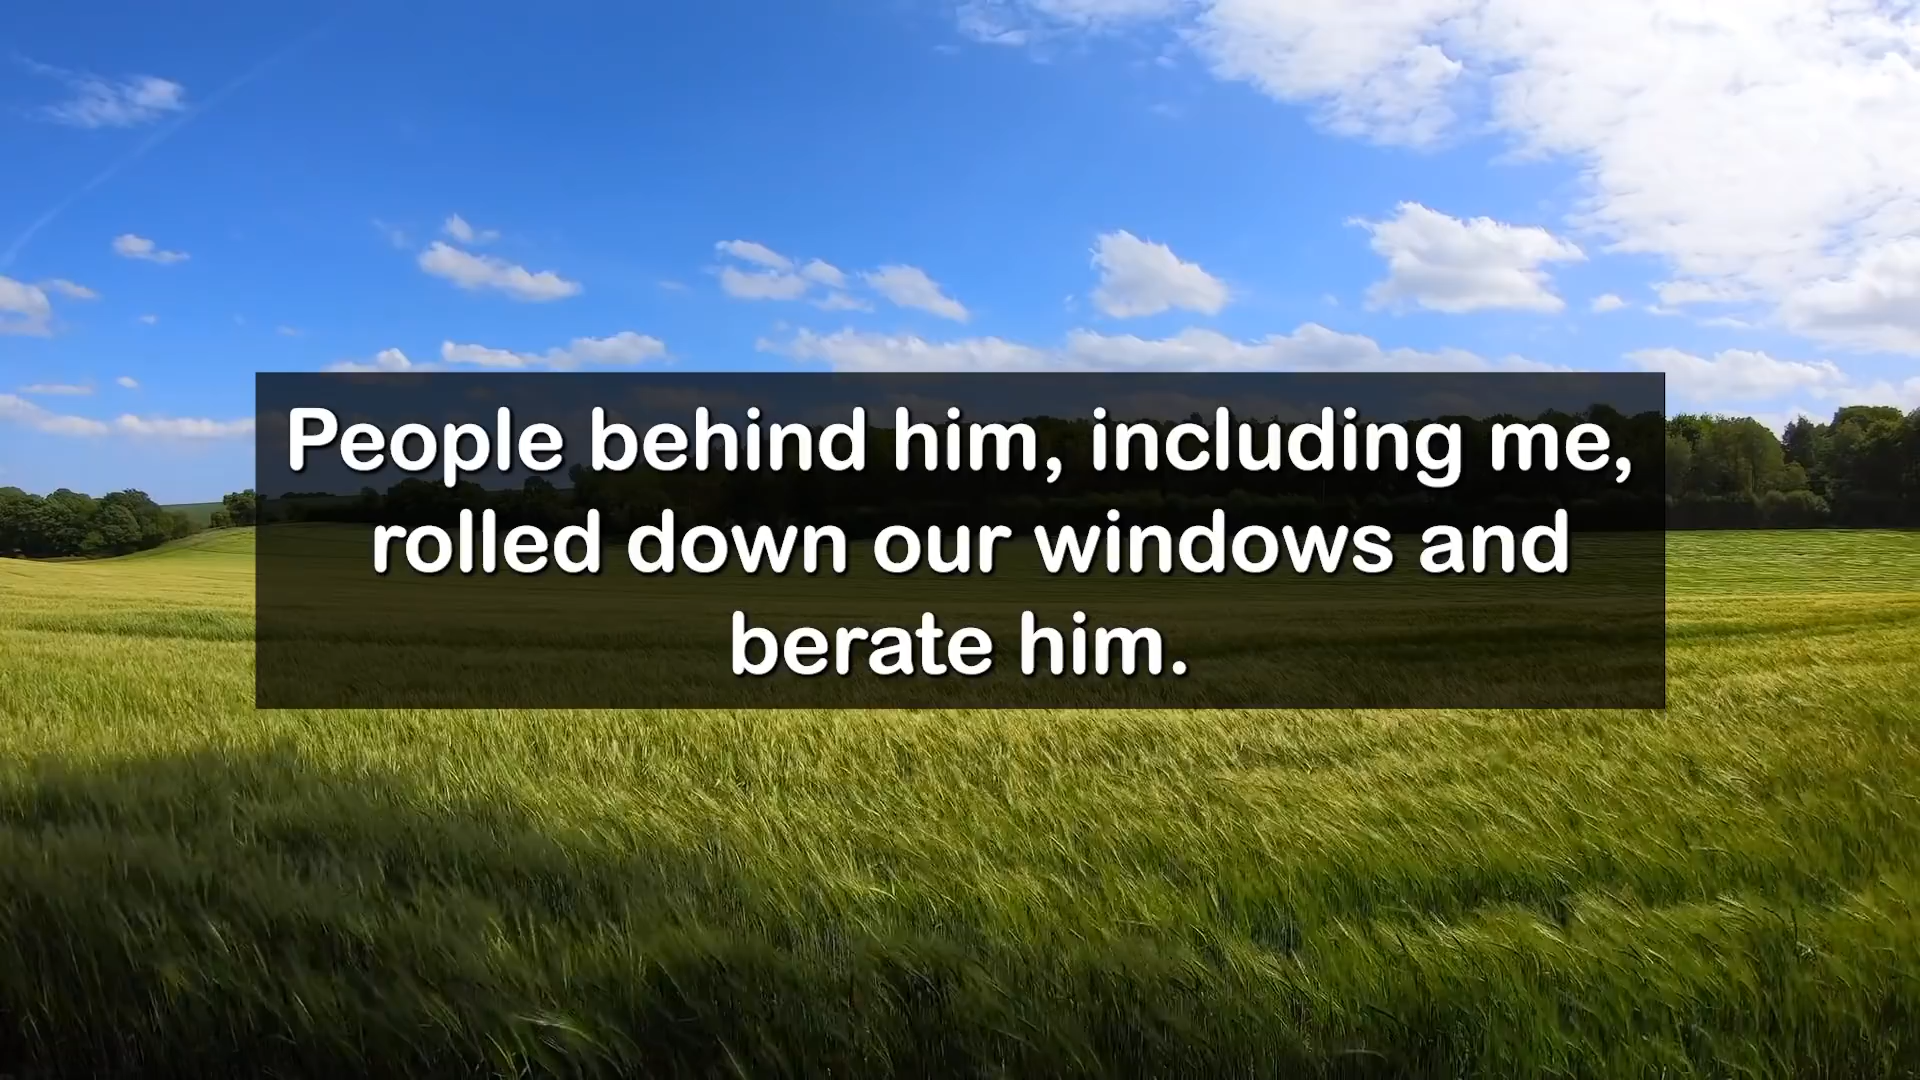 People behind him, including me,
rolled down our windows and
berate him.